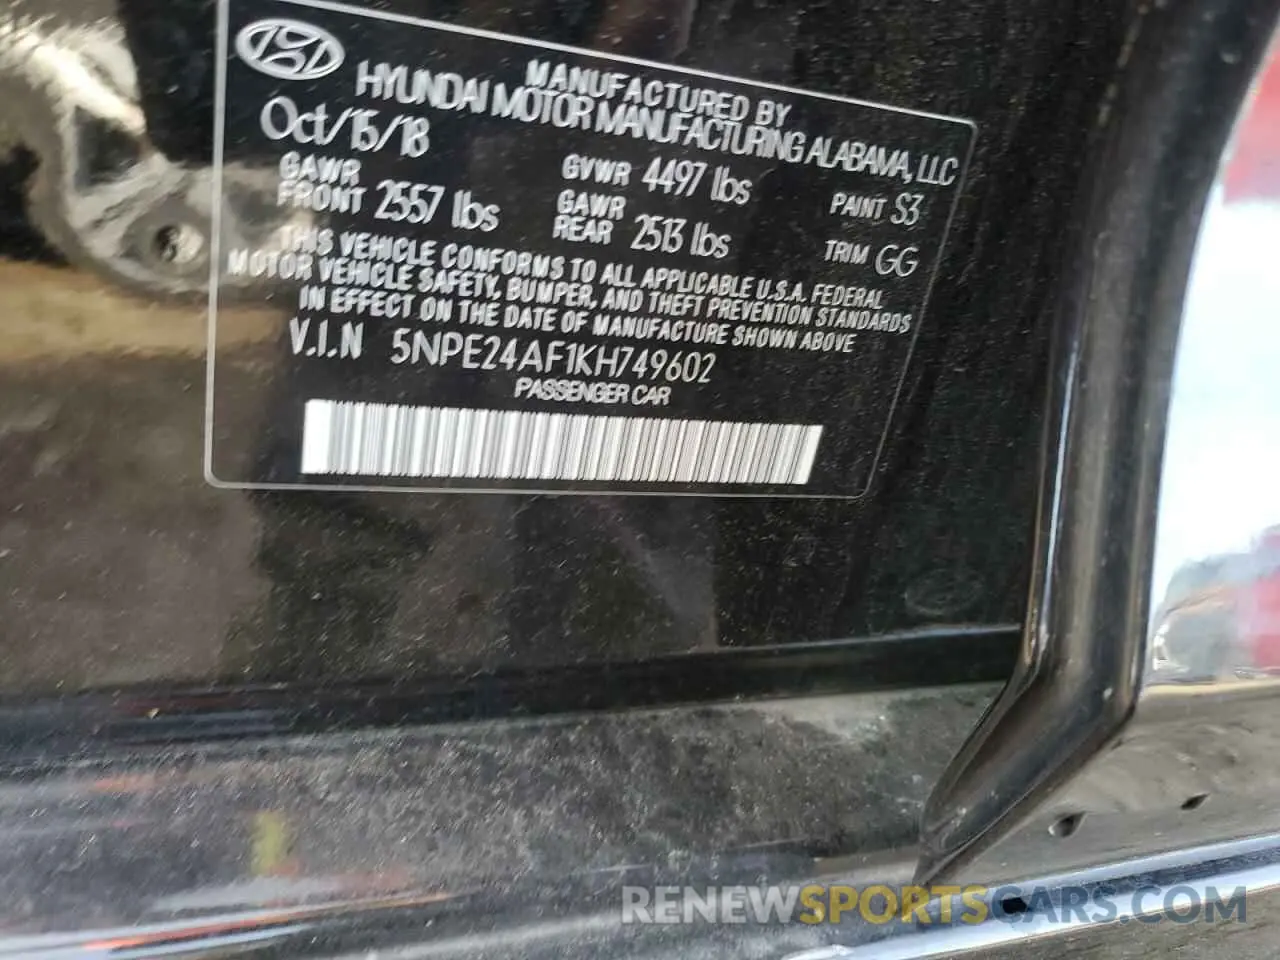 MANUFACTURED BY
HYUNDAI MOTOR MANUFACTURING ALABAMA, LLC
Oct/15/18
GVWR 4497 lbs
PAINT S3
GAWR FRONT 2557 lbs
GAWR REAR 2513 lbs
TRIM GG
THIS VEHICLE CONFORMS TO ALL APPLICABLE U.S.A. FEDERAL
MOTOR VEHICLE SAFETY, BUMPER, AND THEFT PREVENTION STANDARDS
IN EFFECT ON THE DATE OF MANUFACTURE SHOWN ABOVE
V.I.N 5NPE24AF1KH749602
PASSENGER CAR
RENEWSPORTSCARS.COM